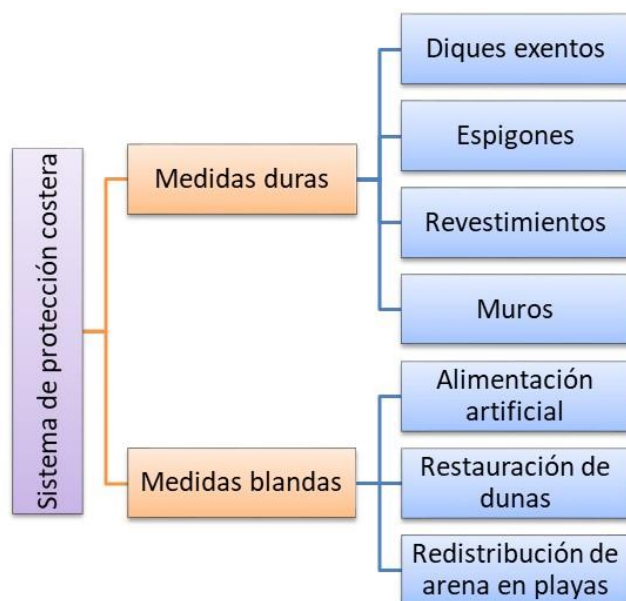 Sistema de protección costera
Medidas duras
Diques exentos
Espigones
Revestimientos
Muros
Medidas blandas
Alimentación
artificial
Restauración de
dunas
Redistribución de
arena en playas